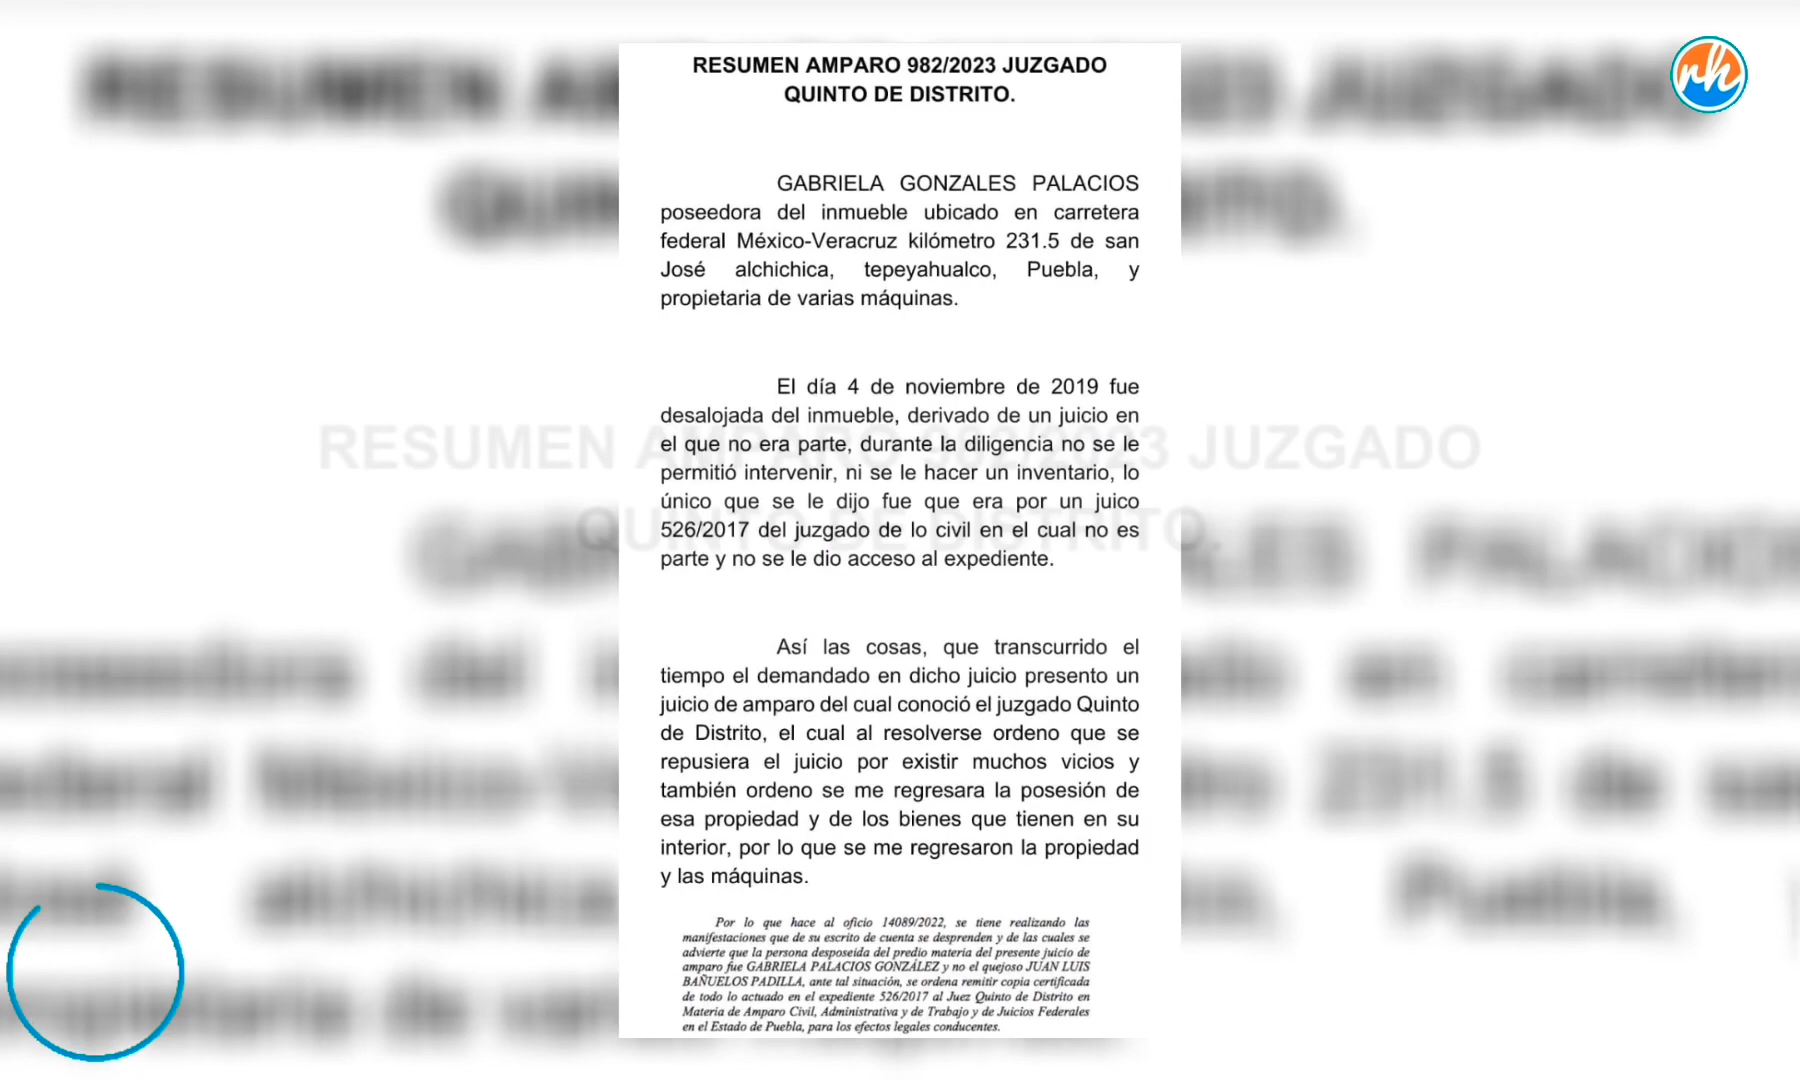 RESUMEN AMPARO 982/2023 JUZGADO
QUINTO DE DISTRITO.
GABRIELA GONZALES PALACIOS
poseedora del inmueble ubicado en carretera
federal México-Veracruz kilómetro 231.5 de san
José alchichica, tepeyahualco, Puebla, y
propietaria de varias máquinas.
El día 4 de noviembre de 2019 fue
desalojada del inmueble, derivado de un juicio en
el que no era parte, durante la diligencia no se le
permitió intervenir, ni se le hacer un inventario, lo
único que se le dijo fue que era por un juico
526/2017 del juzgado de lo civil en el cual no es
parte y no se le dio acceso al expediente.
Así las cosas, que transcurrido el
tiempo el demandado en dicho juicio presento un
juicio de amparo del cual conoció el juzgado Quinto
de Distrito, el cual al resolverse ordeno que se
repusiera el juicio por existir muchos vicios y
también ordeno se me regresara la posesión de
esa propiedad y de los bienes que tienen en su
interior, por lo que se me regresaron la propiedad
y las máquinas.
Por lo que hace al oficio 14089/2022, se tiene realizando las
manifestaciones que de su escrito de cuenta se desprenden y de las cuales se
advierte que la persona desposeída del predio materia del presente juicio de
amparo fue GABRIELA PALACIOS GONZÁLEZ y no el quejoso JUAN LUIS
BAÑUELOS PADILLA, ante tal situación, se ordena remitir copia certificada
de todo lo actuado en el expediente 526/2017 al Juez Quinto de Distrito en
Materia de Amparo Civil, Administrativa y de Trabajo y de Juicios Federales
en el Estado de Puebla, para los efectos legales conducentes.
RESUMEN AMPARO 982/2023 JUZGADO
QUINTO DE DISTRITO.
rh